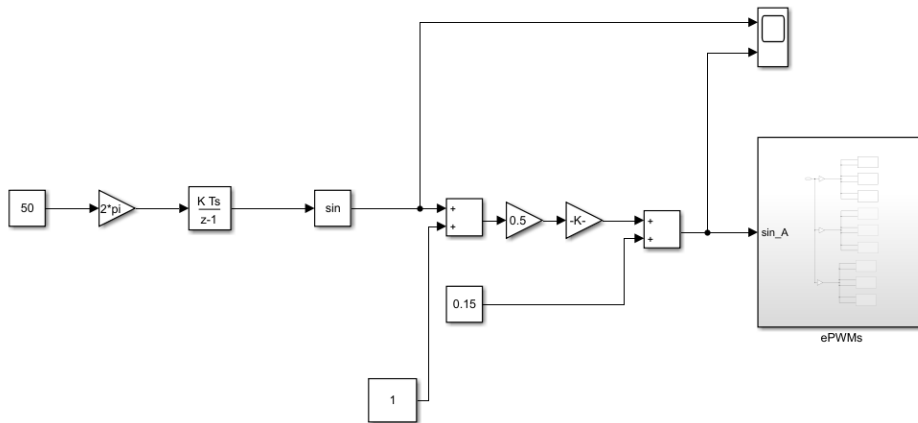 50
2*pi
K Ts
z-1
sin
+
+
0.5
-K-
+
+
sin_A
0.15
1
ePWMs